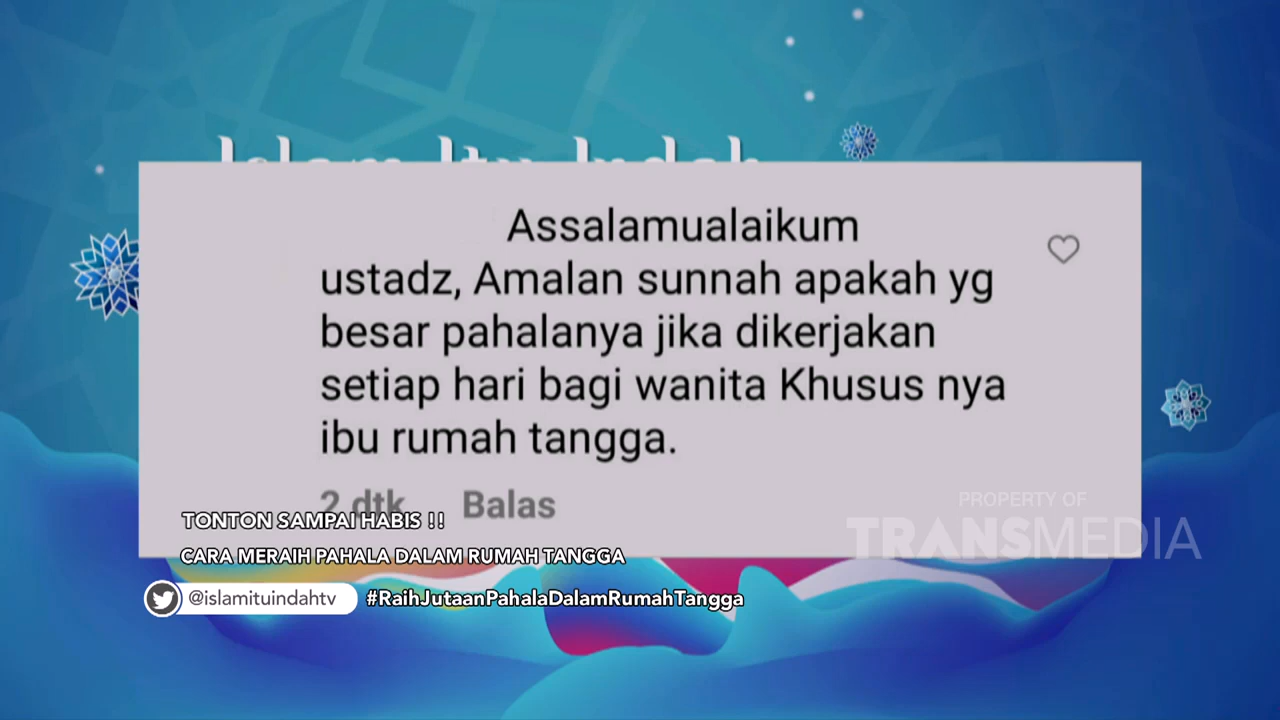 Assalamualaikum
ustadz, Amalan sunnah apakah yg
besar pahalanya jika dikerjakan
setiap hari bagi wanita Khusus nya
ibu rumah tangga.
2 dtk Balas
TONTON SAMPAI HABIS !!
CARA MERAIH PAHALA DALAM RUMAH TANGGA
@islamituindahtv #RaihJutaanPahalaDalamRumahTangga
PROPERTY OF
TRANSMEDIA